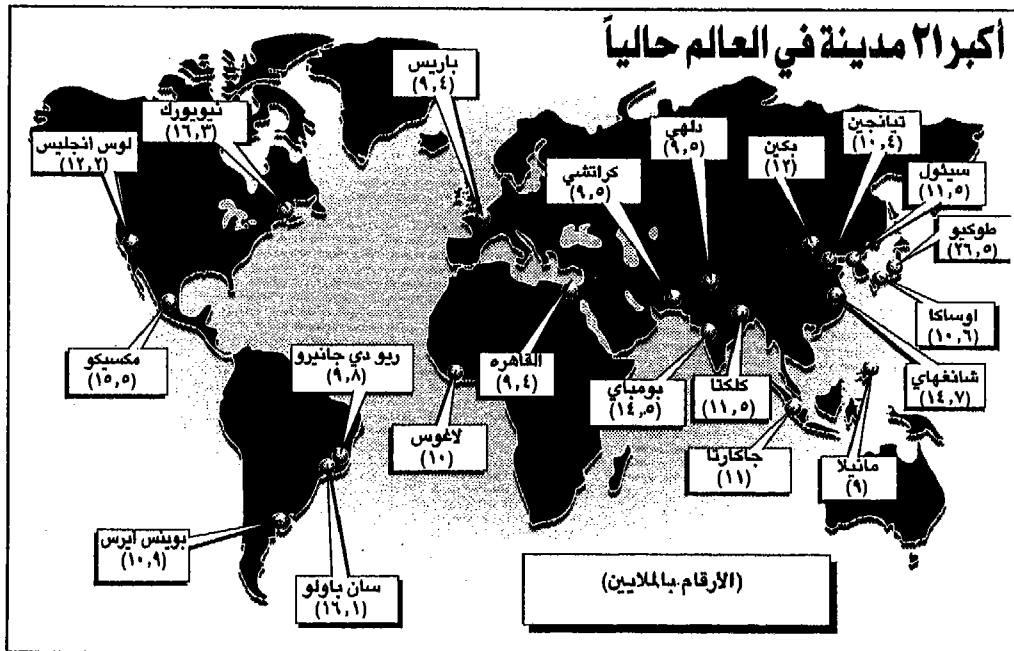 أكبر ٢١ مدينة في العالم حالياً
باريس
(٩,٤)
نيويورك
(١٦,٣)
لوس انجليس
(١٢,٢)
دلهي
(٩,٥)
كراتشي
(٩,٥)
بكين
(١٢)
تيانجين
(١٠,٤)
سيئول
(١١,٥)
طوكيو
(٢٦,٥)
اوساكا
(١٠,٦)
شانغهاي
(١٤,٧)
مانيلا
(٩)
جاكارتا
(١١)
كلكتا
(١١,٥)
بومباي
(١٤,٥)
القاهره
(٩,٤)
لاغوس
(١٠)
ريو دي جانيرو
(٩,٨)
مكسيكو
(١٥,٥)
بوينس ايرس
(١٠,٩)
سان باولو
(١٦,١)
(الأرقام بالملايين)